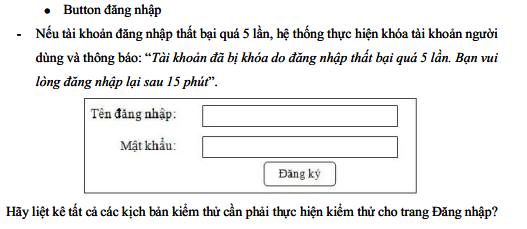 ● Button đăng nhập
- Nếu tài khoản đăng nhập thất bại quá 5 lần, hệ thống thực hiện khóa tài khoản người
dùng và thông báo: “Tài khoản đã bị khóa do đăng nhập thất bại quá 5 lần. Bạn vui
lòng đăng nhập lại sau 15 phút”.
Tên đăng nhập:
Mật khẩu:
Đăng ký
Hãy liệt kê tất cả các kịch bản kiểm thử cần phải thực hiện kiểm thử cho trang Đăng nhập?